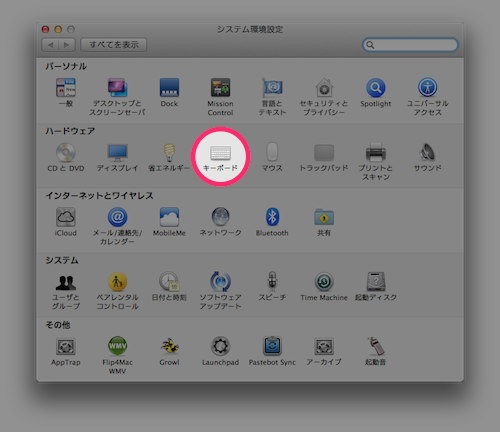 システム環境設定
すべてを表示
パーソナル
一般
デスクトップと
スクリーンセーバ
Dock
Mission
Control
言語と
テキスト
セキュリティと
プライバシー
Spotlight
ユニバーサル
アクセス
ハードウェア
CD と DVD
ディスプレイ
省エネルギー
キーボード
マウス
トラックパッド
プリントと
スキャン
サウンド
インターネットとワイヤレス
iCloud
メール/連絡先/
カレンダー
MobileMe
ネットワーク
Bluetooth
共有
システム
ユーザと
グループ
ペアレンタル
コントロール
日付と時刻
ソフトウェア
アップデート
スピーチ
Time Machine
起動ディスク
その他
AppTrap
Flip4Mac
WMV
Growl
Launchpad
Pastebot Sync
アーカイブ
起動音